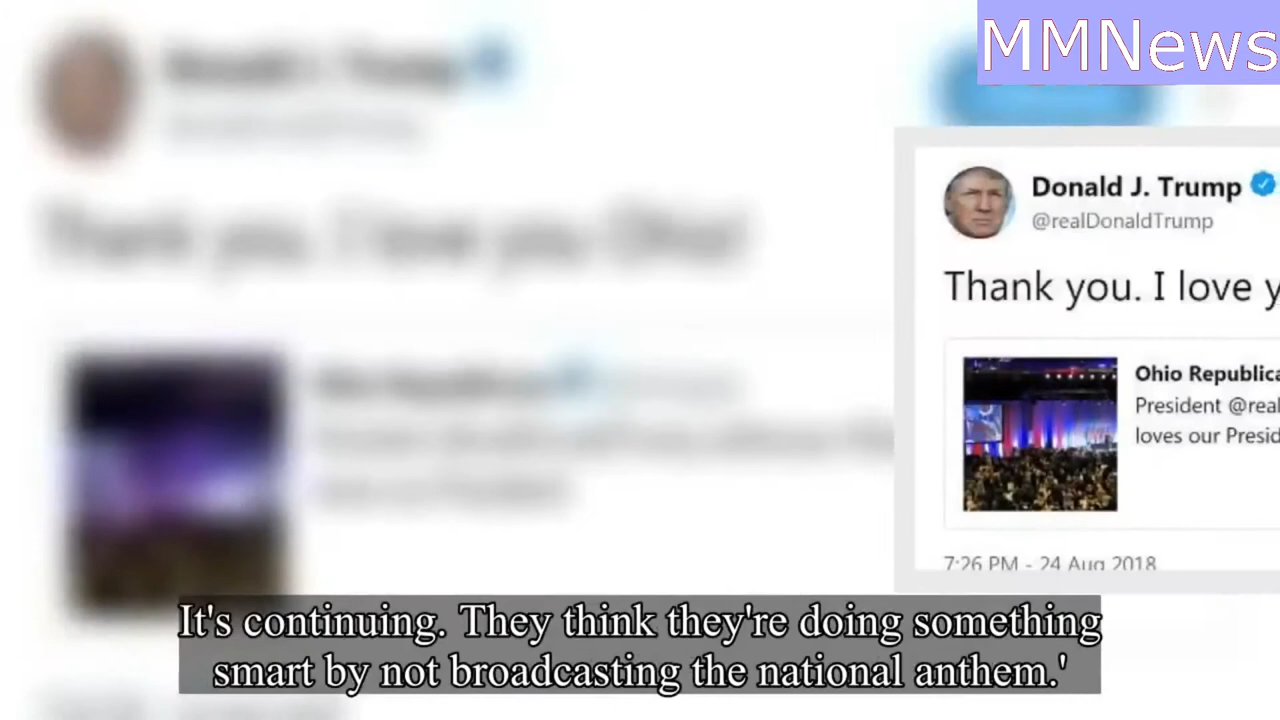 MMNews
Donald J. Trump
@realDonaldTrump
Thank you. I love y
Ohio Republica
President @real
loves our Presid
7:26 PM - 24 Aug 2018
It's continuing. They think they're doing something
smart by not broadcasting the national anthem.'